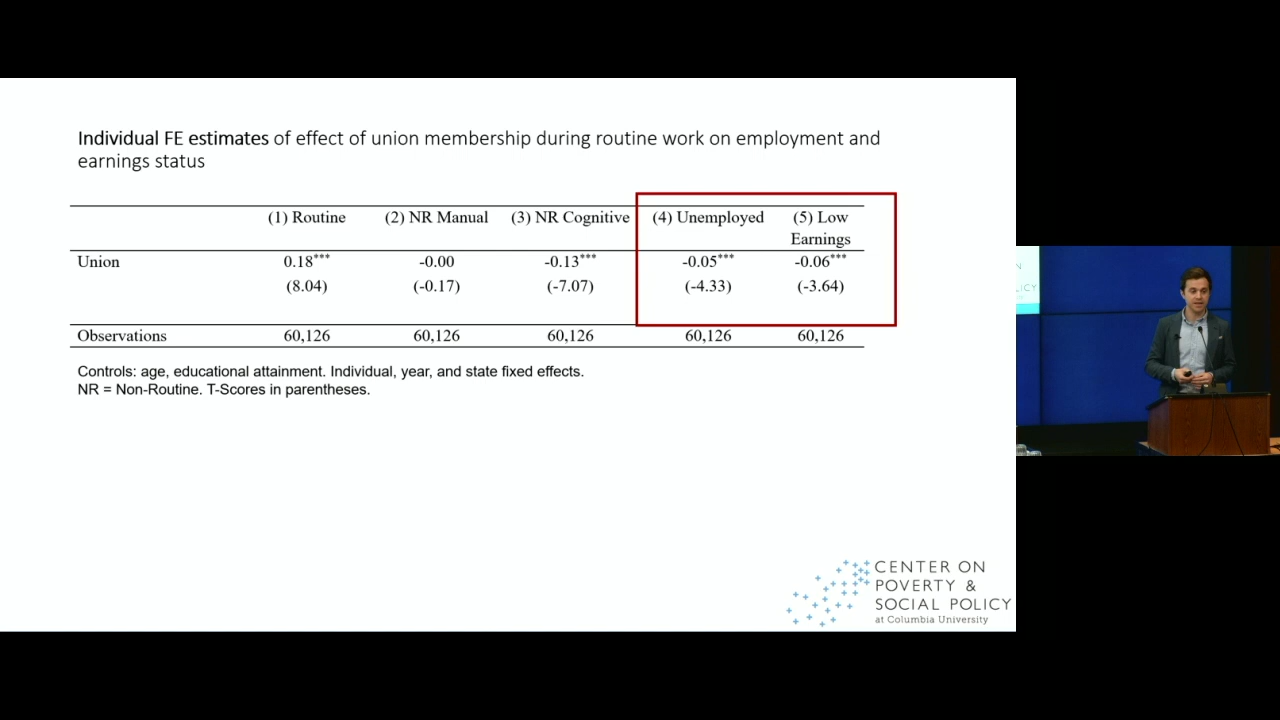 Individual FE estimates of effect of union membership during routine work on employment and
earnings status
(1) Routine (2) NR Manual (3) NR Cognitive (4) Unemployed (5) Low
Earnings
Union 0.18*** -0.00 -0.13*** -0.05*** -0.06***
(8.04) (-0.17) (-7.07) (-4.33) (-3.64)
Observations 60,126 60,126 60,126 60,126 60,126
Controls: age, educational attainment. Individual, year, and state fixed effects.
NR = Non-Routine. T-Scores in parentheses.
CENTER ON
POVERTY &
SOCIAL POLICY
at Columbia University